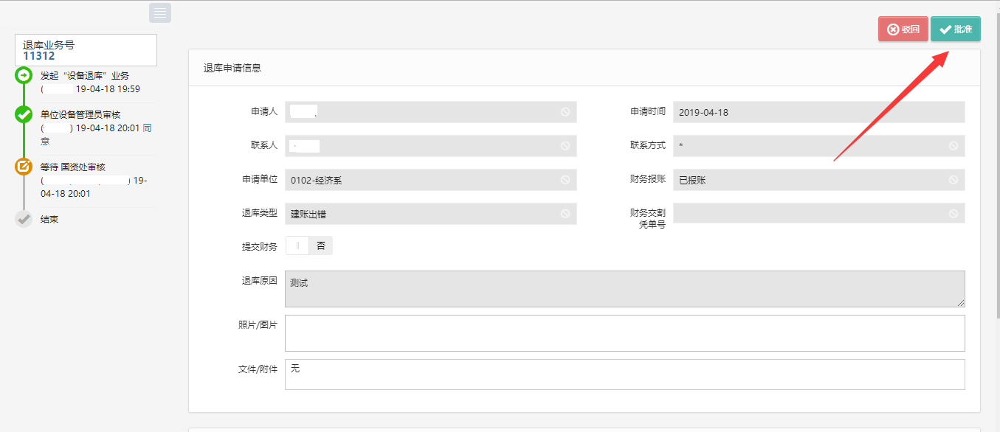 退库业务号
11312
发起“设备退库”业务
( 19-04-18 19:59
单位设备管理员审核
( ) 19-04-18 20:01 同
意
等待 国资处审核
( ) 19-
04-18 20:01
结束
驳回 批准
退库申请信息
申请人
申请时间 2019-04-18
联系人
联系方式 *
申请单位 0102-经济系
财务报账 已报账
退库类型 建账出错
财务交割
凭单号
提交财务 否
退库原因 测试
照片/图片
文件/附件 无